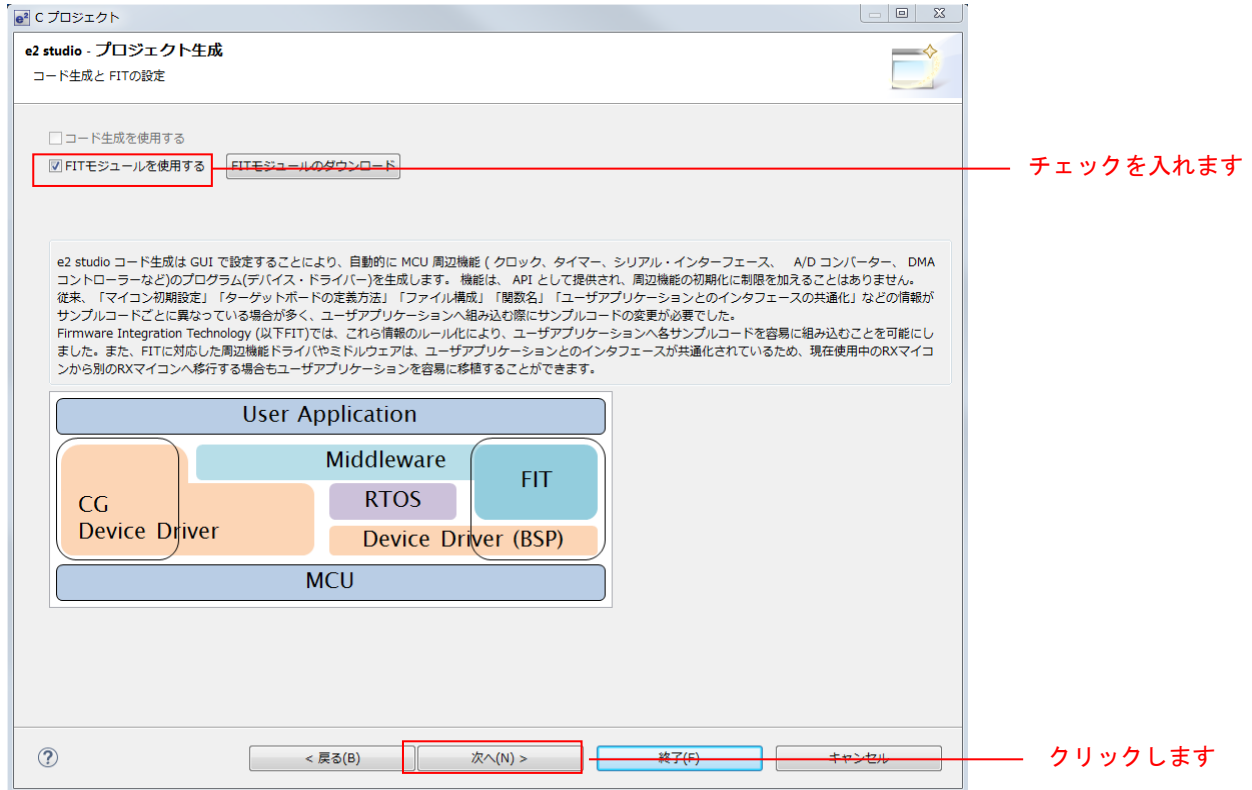 e² C プロジェクト
e2 studio - プロジェクト生成
コード生成と FITの設定
コード生成を使用する
FITモジュールを使用する FITモジュールのダウンロード
チェックを入れます
e2 studio コード生成は GUI で設定することにより、自動的に MCU 周辺機能 ( クロック、タイマー、シリアル・インターフェース、 A/D コンバーター、 DMA
コントローラーなど)のプログラム(デバイス・ドライバー)を生成します。 機能は、 API として提供され、周辺機能の初期化に制限を加えることはありません。
従来、「マイコン初期設定」「ターゲットボードの定義方法」「ファイル構成」「関数名」「ユーザアプリケーションとのインタフェースの共通化」などの情報が
サンプルコードごとに異なっている場合が多く、ユーザアプリケーションへ組み込む際にサンプルコードの変更が必要でした。
Firmware Integration Technology (以下FIT)では、これら情報のルール化により、ユーザアプリケーションへ各サンプルコードを容易に組み込むことを可能にし
ました。また、FITに対応した周辺機能ドライバやミドルウェアは、ユーザアプリケーションとのインタフェースが共通化されているため、現在使用中のRXマイコ
ンから別のRXマイコンへ移行する場合もユーザアプリケーションを容易に移植することができます。
User Application
Middleware
FIT
RTOS
CG
Device Driver
Device Driver (BSP)
MCU
< 戻る(B) 次へ(N) > 終了(F) キャンセル
クリックします